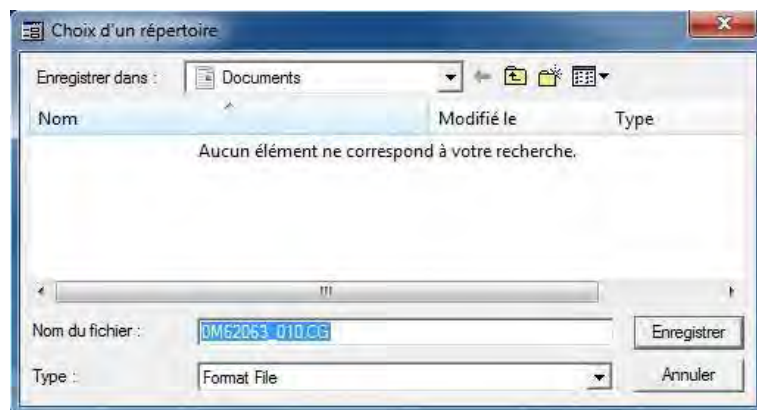 Choix d'un répertoire
Enregistrer dans : Documents
Nom Modifié le Type
Aucun élément ne correspond à votre recherche.
Nom du fichier : 0M62063_010.CG Enregistrer
Type : Format File Annuler